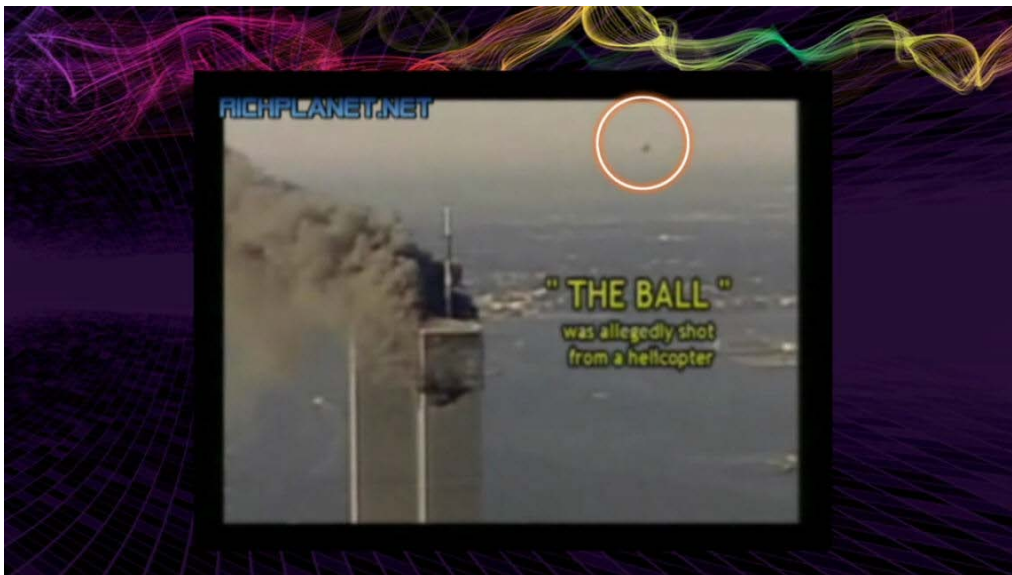 RICHPLANET.NET
" THE BALL "
was allegedly shot
from a helicopter